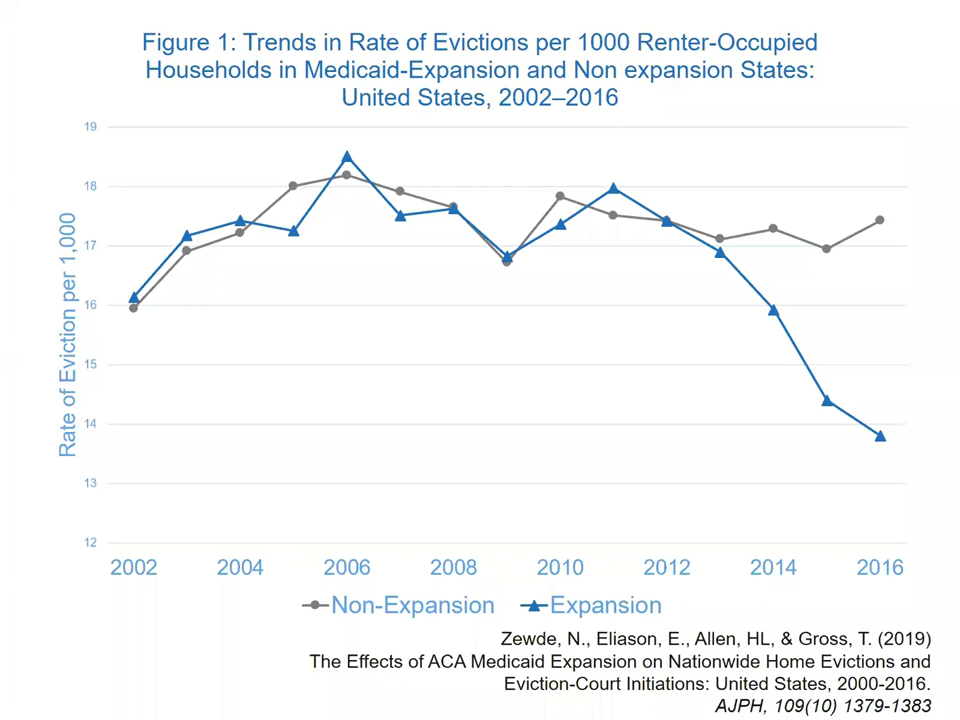 Figure 1: Trends in Rate of Evictions per 1000 Renter-Occupied
Households in Medicaid-Expansion and Non expansion States:
United States, 2002–2016
Rate of Eviction per 1,000
19
18
17
16
15
14
13
12
2002 2004 2006 2008 2010 2012 2014 2016
Non-Expansion Expansion
Zewde, N., Eliason, E., Allen, HL, & Gross, T. (2019)
The Effects of ACA Medicaid Expansion on Nationwide Home Evictions and
Eviction-Court Initiations: United States, 2000-2016.
AJPH, 109(10) 1379-1383